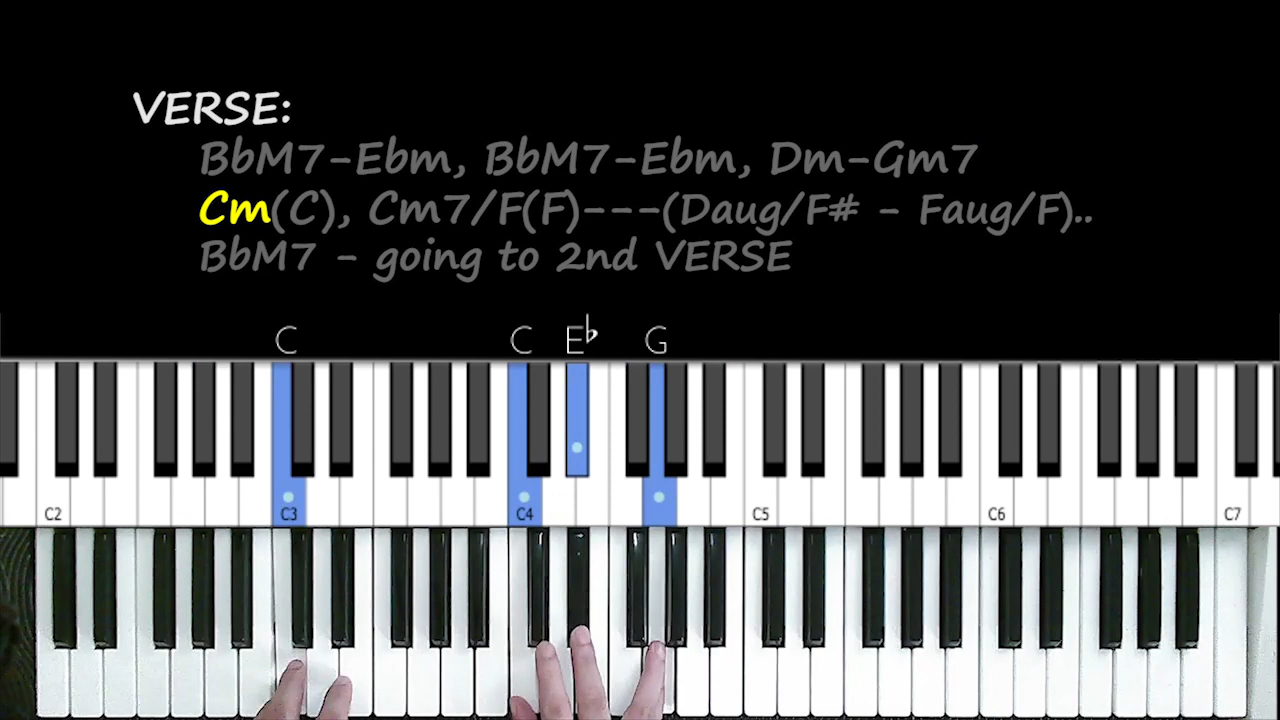 VERSE:
BbM7-Ebm, BbM7-Ebm, Dm-Gm7
Cm(C), Cm7/F(F)---(Daug/F# - Faug/F)..
BbM7 - going to 2nd VERSE
C C E♭ G
C2 C3 C4 C5 C6 C7